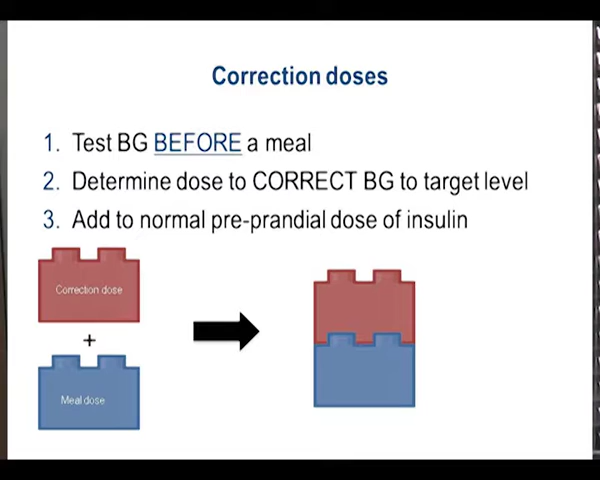 Correction doses
1. Test BG BEFORE a meal
2. Determine dose to CORRECT BG to target level
3. Add to normal pre-prandial dose of insulin
Correction dose
+
Meal dose